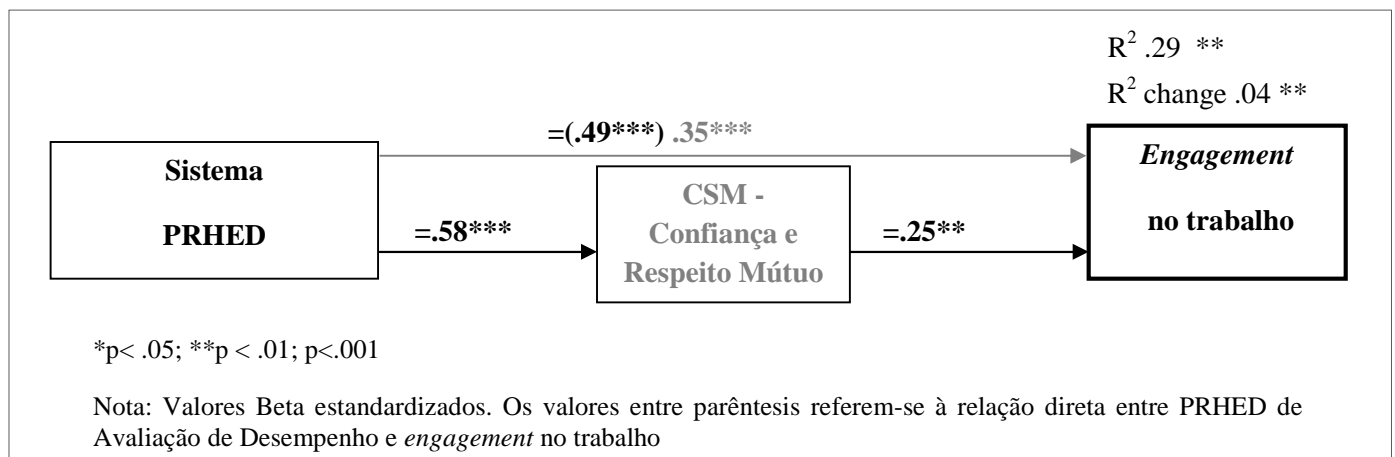 R² .29 **
R² change .04 **
=(.49***) .35***
Sistema
PRHED
=.58***
CSM -
Confiança e
Respeito Mútuo
=.25**
Engagement
no trabalho
*p< .05; **p < .01; p<.001
Nota: Valores Beta estandardizados. Os valores entre parêntesis referem-se à relação direta entre PRHED de
Avaliação de Desempenho e engagement no trabalho